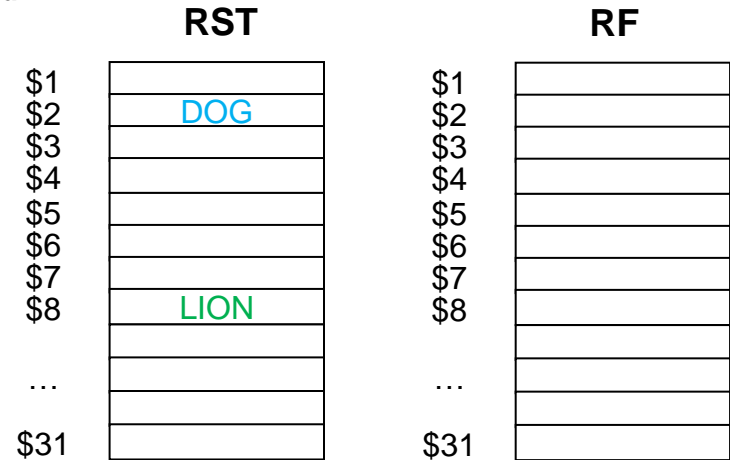 RST RF
$1 $1
$2 DOG $2
$3 $3
$4 $4
$5 $5
$6 $6
$7 $7
$8 LION $8
… …
$31 $31